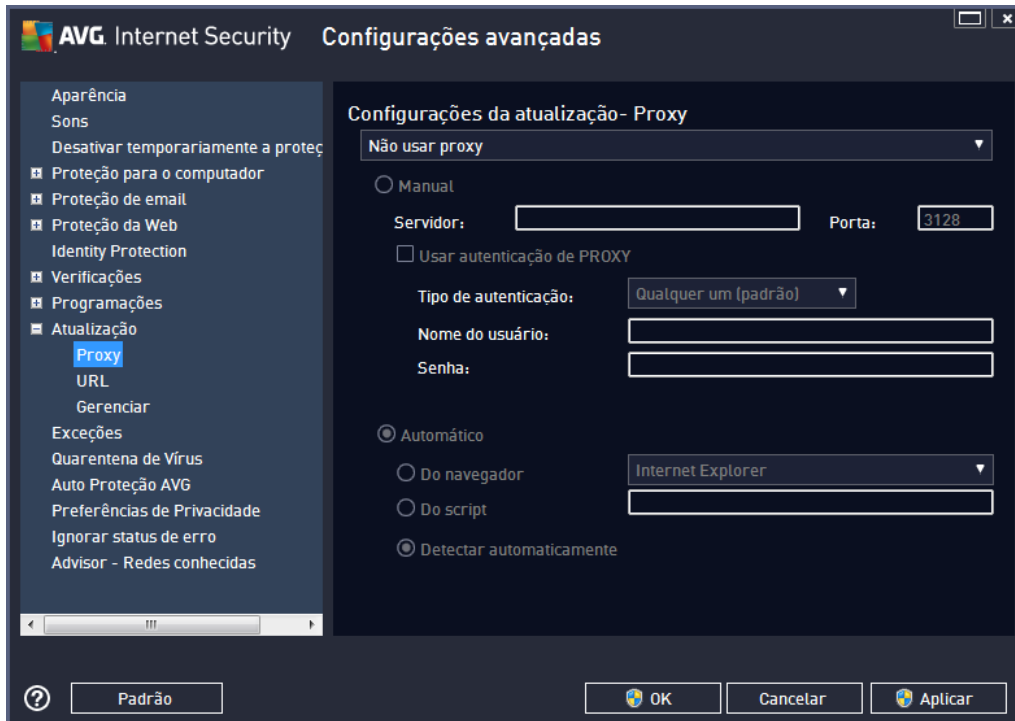 AVG. Internet Security Configurações avançadas
Aparência
Sons
Desativar temporariamente a proteç
Proteção para o computador
Proteção de email
Proteção da Web
Identity Protection
Verificações
Programações
Atualização
Proxy
URL
Gerenciar
Exceções
Quarentena de Vírus
Auto Proteção AVG
Preferências de Privacidade
Ignorar status de erro
Advisor - Redes conhecidas
Configurações da atualização- Proxy
Não usar proxy
Manual
Servidor: Porta: 3128
Usar autenticação de PROXY
Tipo de autenticação: Qualquer um (padrão)
Nome do usuário:
Senha:
Automático
Do navegador Internet Explorer
Do script
Detectar automaticamente
? Padrão OK Cancelar Aplicar